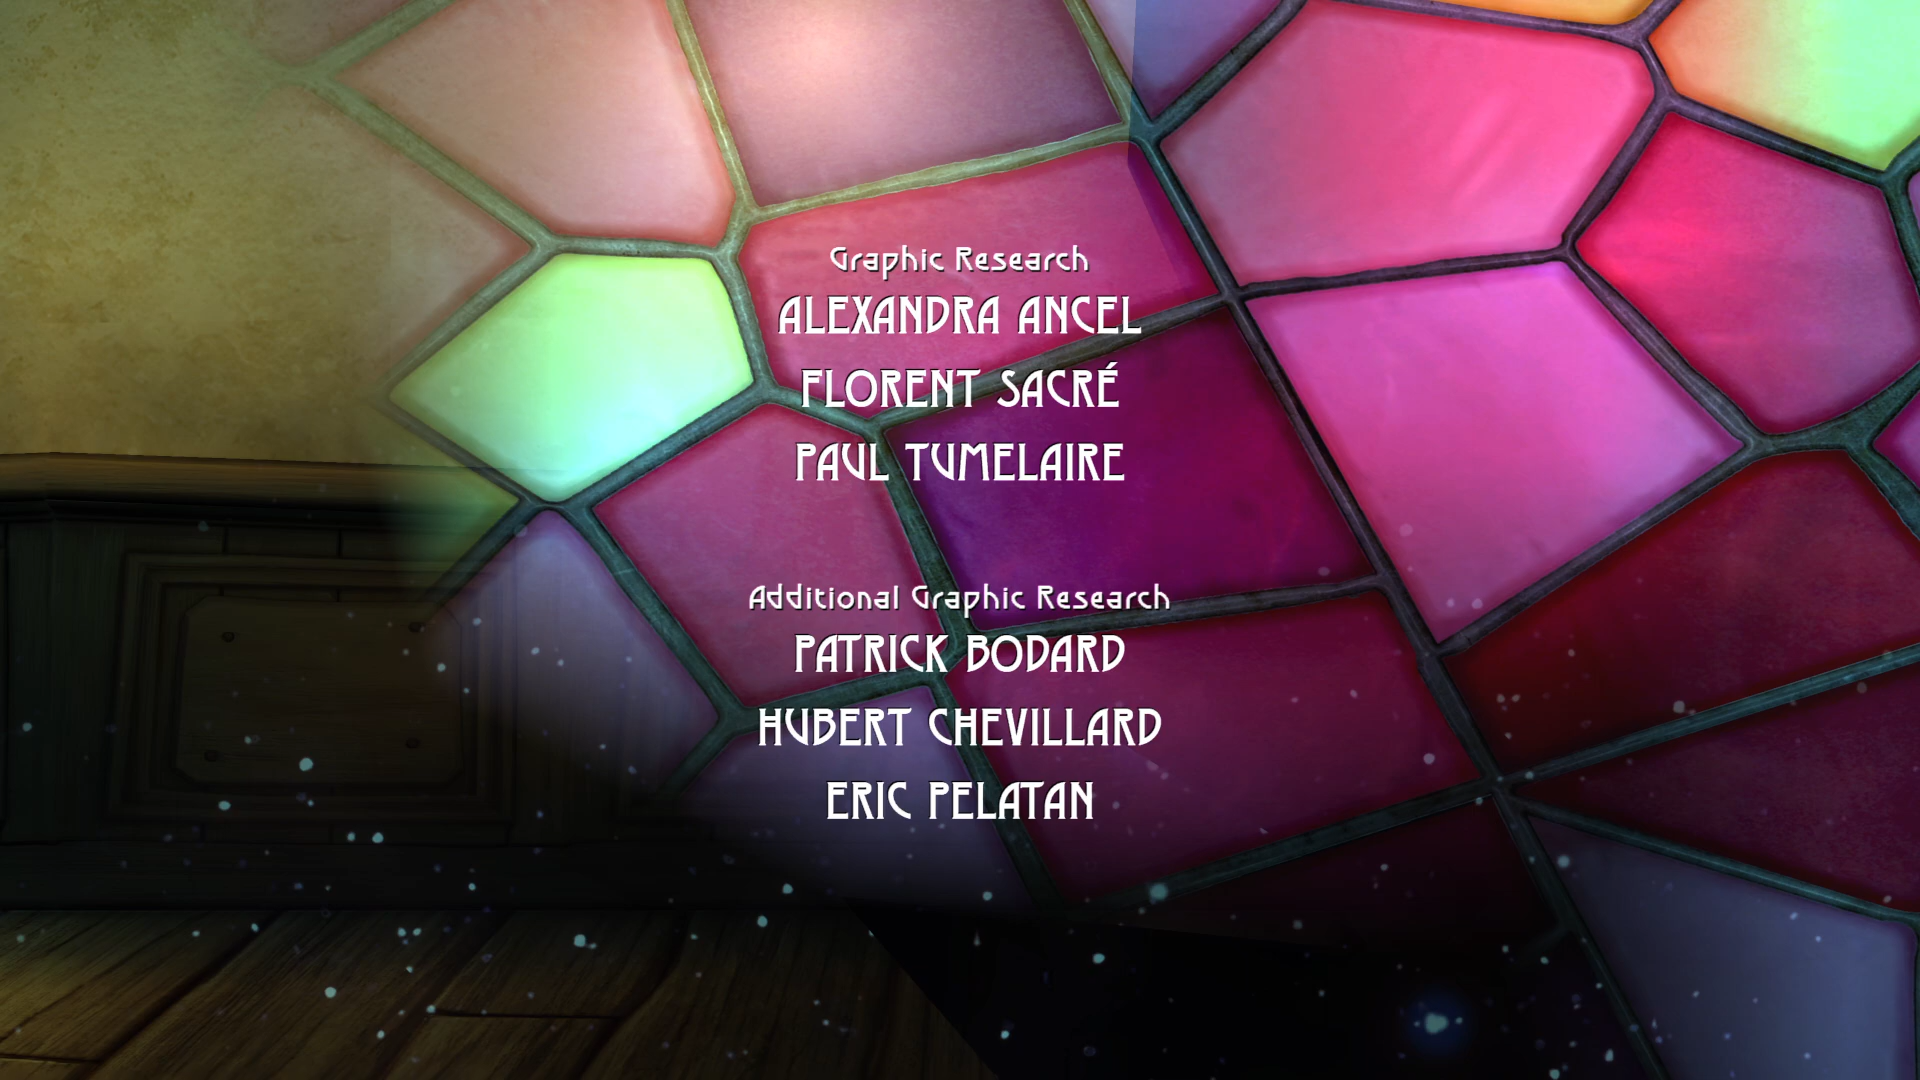 Graphic Research
ALEXANDRA ANCEL
FLORENT SACRÉ
PAUL TUMELAIRE
Additional Graphic Research
PATRICK BODARD
HUBERT CHEVILLARD
ERIC PELATAN